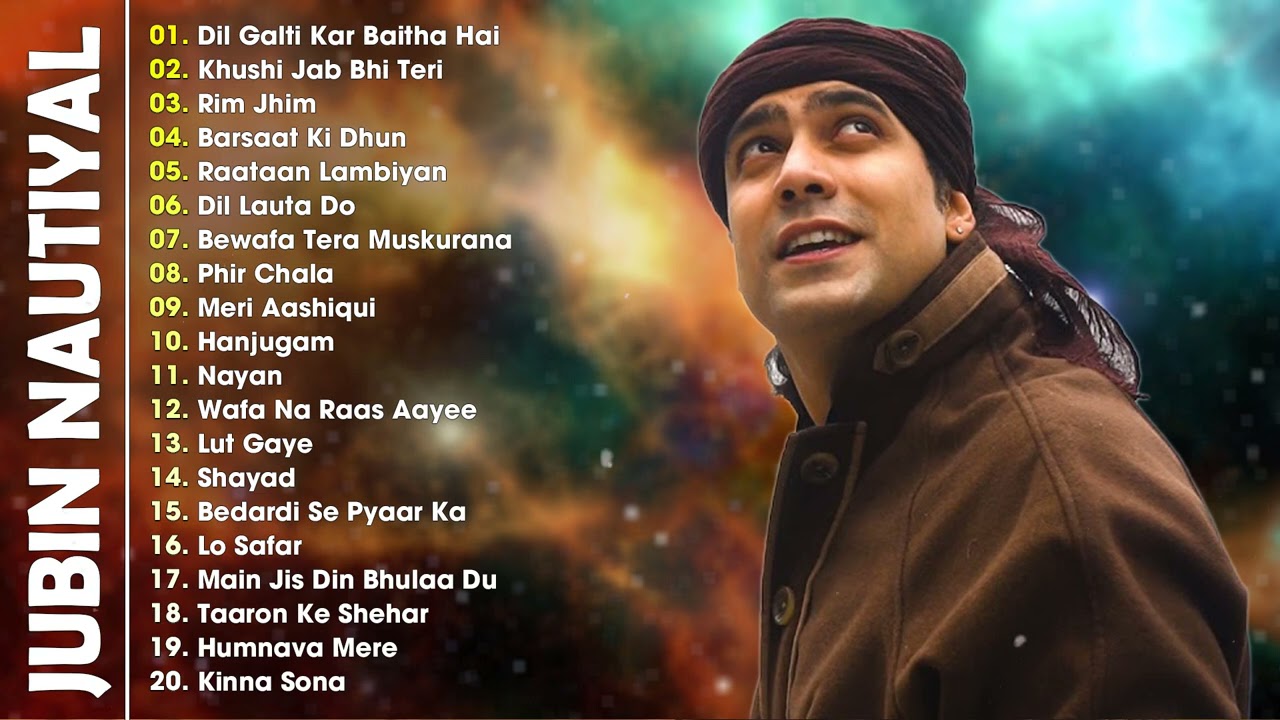 JUBIN NAUTIYAL
01. Dil Galti Kar Baitha Hai
02. Khushi Jab Bhi Teri
03. Rim Jhim
04. Barsaat Ki Dhun
05. Raataan Lambiyan
06. Dil Lauta Do
07. Bewafa Tera Muskurana
08. Phir Chala
09. Meri Aashiqui
10. Hanjugam
11. Nayan
12. Wafa Na Raas Aayee
13. Lut Gaye
14. Shayad
15. Bedardi Se Pyaar Ka
16. Lo Safar
17. Main Jis Din Bhulaa Du
18. Taaron Ke Shehar
19. Humnava Mere
20. Kinna Sona